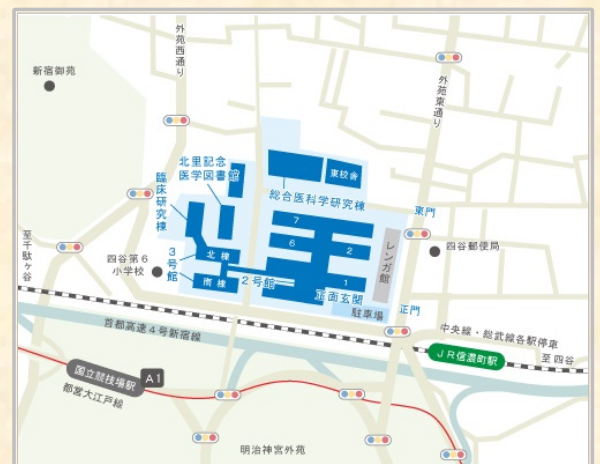 外苑西通り
新宿御苑
外苑東通り
北里記念
医学図書館
東校舎
総合医科学研究棟
臨床研究棟
東門
7
6
2
1
レンガ館
四谷郵便局
至千駄ヶ谷
四谷第6
小学校
3号館
北棟
南棟
2号館
正面玄関
駐車場
正門
中央線・総武線各駅停車
至四谷
首都高速4号新宿線
JR信濃町駅
国立競技場駅
A1
都営大江戸線
明治神宮外苑